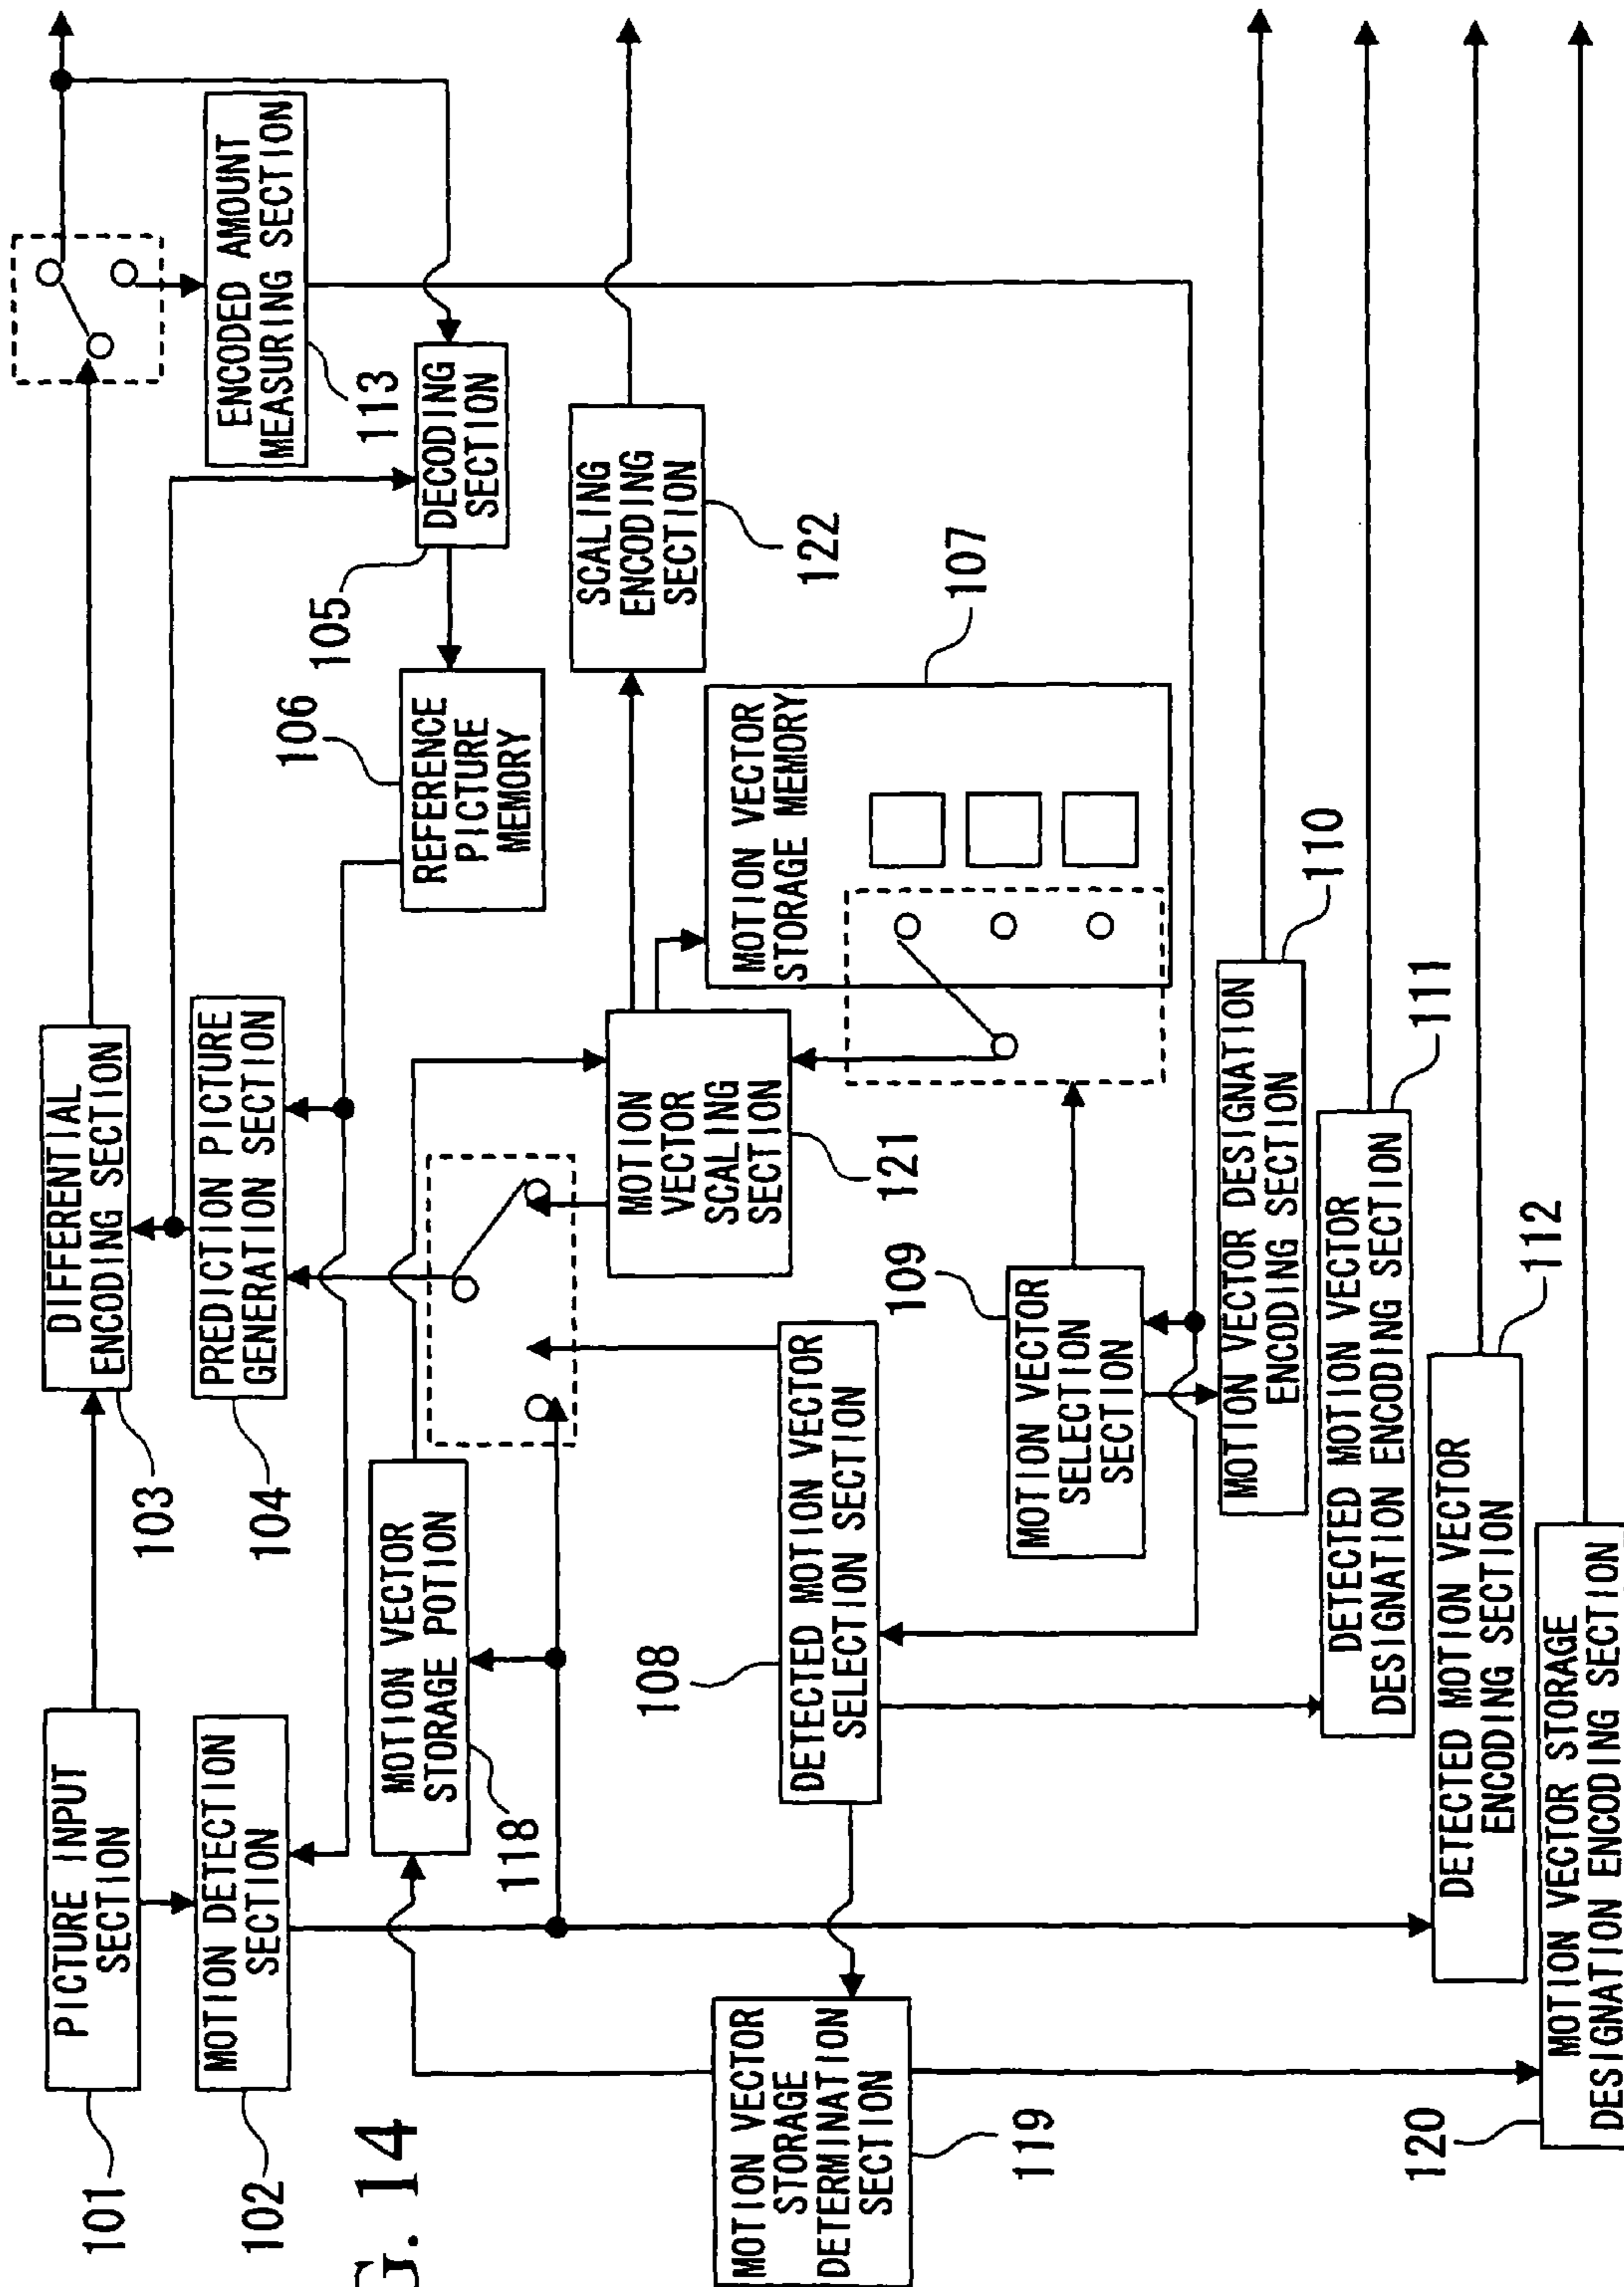 G. 14
101
PICTURE INPUT
SECTION
102
MOTION DETECTION
SECTION
103
DIFFERENTIAL
ENCODING SECTION
104
PREDICTION PICTURE
GENERATION SECTION
113
ENCODED AMOUNT
MEASURING SECTION
105
DECODING
SECTION
106
REFERENCE
PICTURE
MEMORY
118
MOTION VECTOR
STORAGE POTION
121
MOTION
VECTOR
SCALING
SECTION
122
SCALING
ENCODING
SECTION
107
MOTION VECTOR
STORAGE MEMORY
119
MOTION VECTOR
STORAGE
DETERMINATION
SECTION
108
DETECTED MOTION VECTOR
SELECTION SECTION
109
MOTION VECTOR
SELECTION
SECTION
110
MOTION VECTOR DESIGNATION
ENCODING SECTION
111
DETECTED MOTION VECTOR
DESIGNATION ENCODING SECTION
112
DETECTED MOTION VECTOR
ENCODING SECTION
120
MOTION VECTOR STORAGE
DESIGNATION ENCODING SECTION